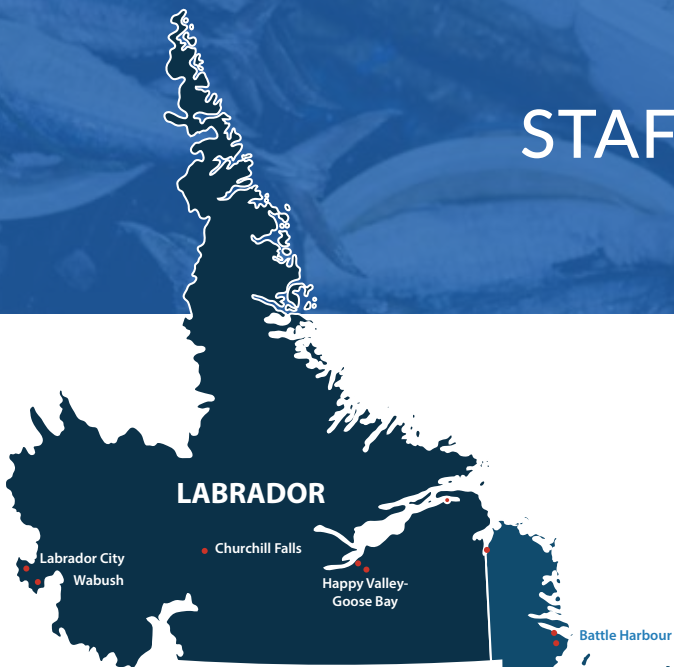 STAF
LABRADOR
Churchill Falls
Labrador City
Wabush
Happy Valley-
Goose Bay
Battle Harbour